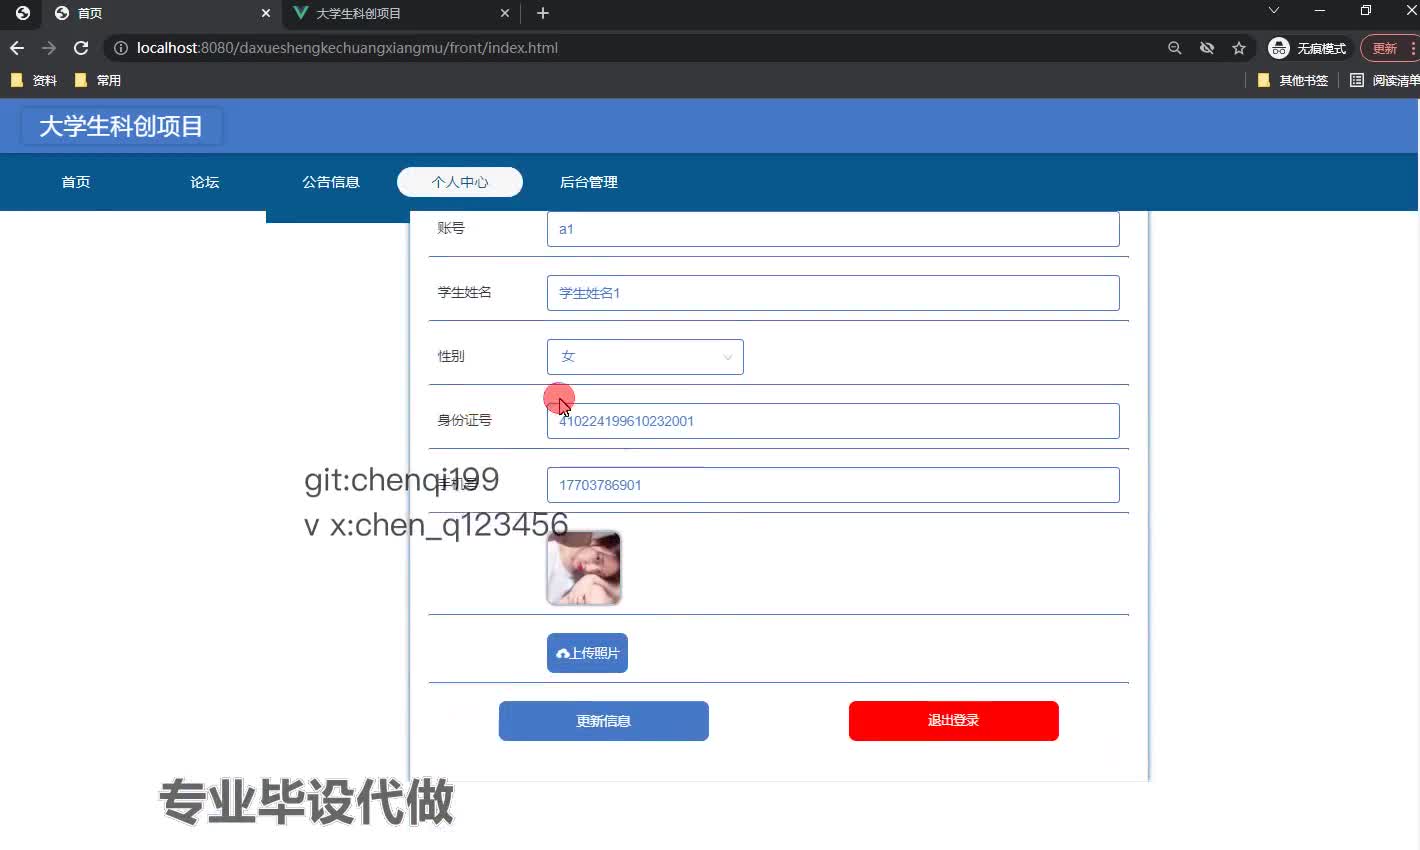 首页
大学生科创项目
localhost:8080/daxueshengkechuangxiangmu/front/index.html
无痕模式
更新
资料
常用
其他书签
阅读清单
大学生科创项目
首页
论坛
公告信息
个人中心
后台管理
账号
a1
学生姓名
学生姓名1
性别
女
身份证号
410224199610232001
git:chenqi199
手机号
17703786901
v x:chen_q123456
上传照片
更新信息
退出登录
专业毕设代做